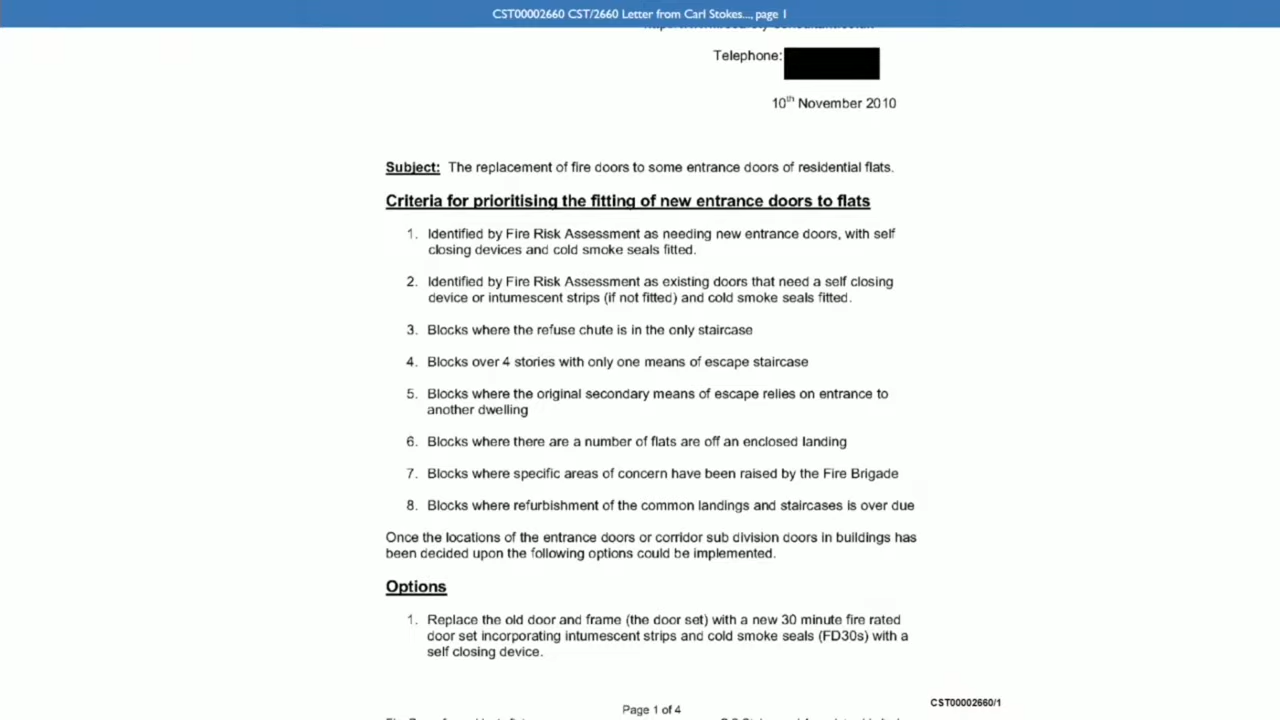 CST00002660 CST/2660 Letter from Carl Stokes..., page 1
Telephone:
10th November 2010
Subject: The replacement of fire doors to some entrance doors of residential flats.
Criteria for prioritising the fitting of new entrance doors to flats
1. Identified by Fire Risk Assessment as needing new entrance doors, with self
closing devices and cold smoke seals fitted.
2. Identified by Fire Risk Assessment as existing doors that need a self closing
device or intumescent strips (if not fitted) and cold smoke seals fitted.
3. Blocks where the refuse chute is in the only staircase
4. Blocks over 4 stories with only one means of escape staircase
5. Blocks where the original secondary means of escape relies on entrance to
another dwelling
6. Blocks where there are a number of flats are off an enclosed landing
7. Blocks where specific areas of concern have been raised by the Fire Brigade
8. Blocks where refurbishment of the common landings and staircases is over due
Once the locations of the entrance doors or corridor sub division doors in buildings has
been decided upon the following options could be implemented.
Options
1. Replace the old door and frame (the door set) with a new 30 minute fire rated
door set incorporating intumescent strips and cold smoke seals (FD30s) with a
self closing device.
CST00002660/1
Page 1 of 4